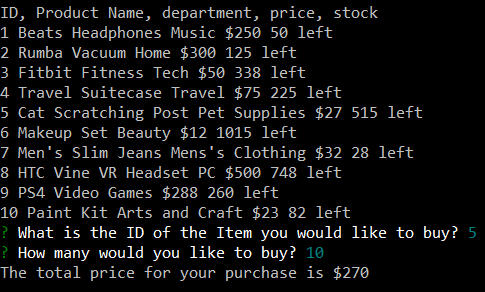 ID, Product Name, department, price, stock
1 Beats Headphones Music $250 50 left
2 Rumba Vacuum Home $300 125 left
3 Fitbit Fitness Tech $50 338 left
4 Travel Suitecase Travel $75 225 left
5 Cat Scratching Post Pet Supplies $27 515 left
6 Makeup Set Beauty $12 1015 left
7 Men's Slim Jeans Mens's Clothing $32 28 left
8 HTC Vine VR Headset PC $500 748 left
9 PS4 Video Games $288 260 left
10 Paint Kit Arts and Craft $23 82 left
? What is the ID of the Item you would like to buy? 5
? How many would you like to buy? 10
The total price for your purchase is $270